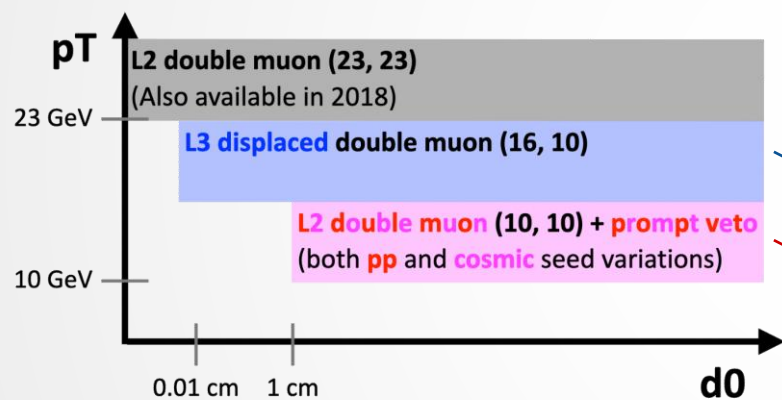 pT
L2 double muon (23, 23)
(Also available in 2018)
23 GeV
L3 displaced double muon (16, 10)
L2 double muon (10, 10) + prompt veto
(both pp and cosmic seed variations)
10 GeV
0.01 cm
1 cm
d0